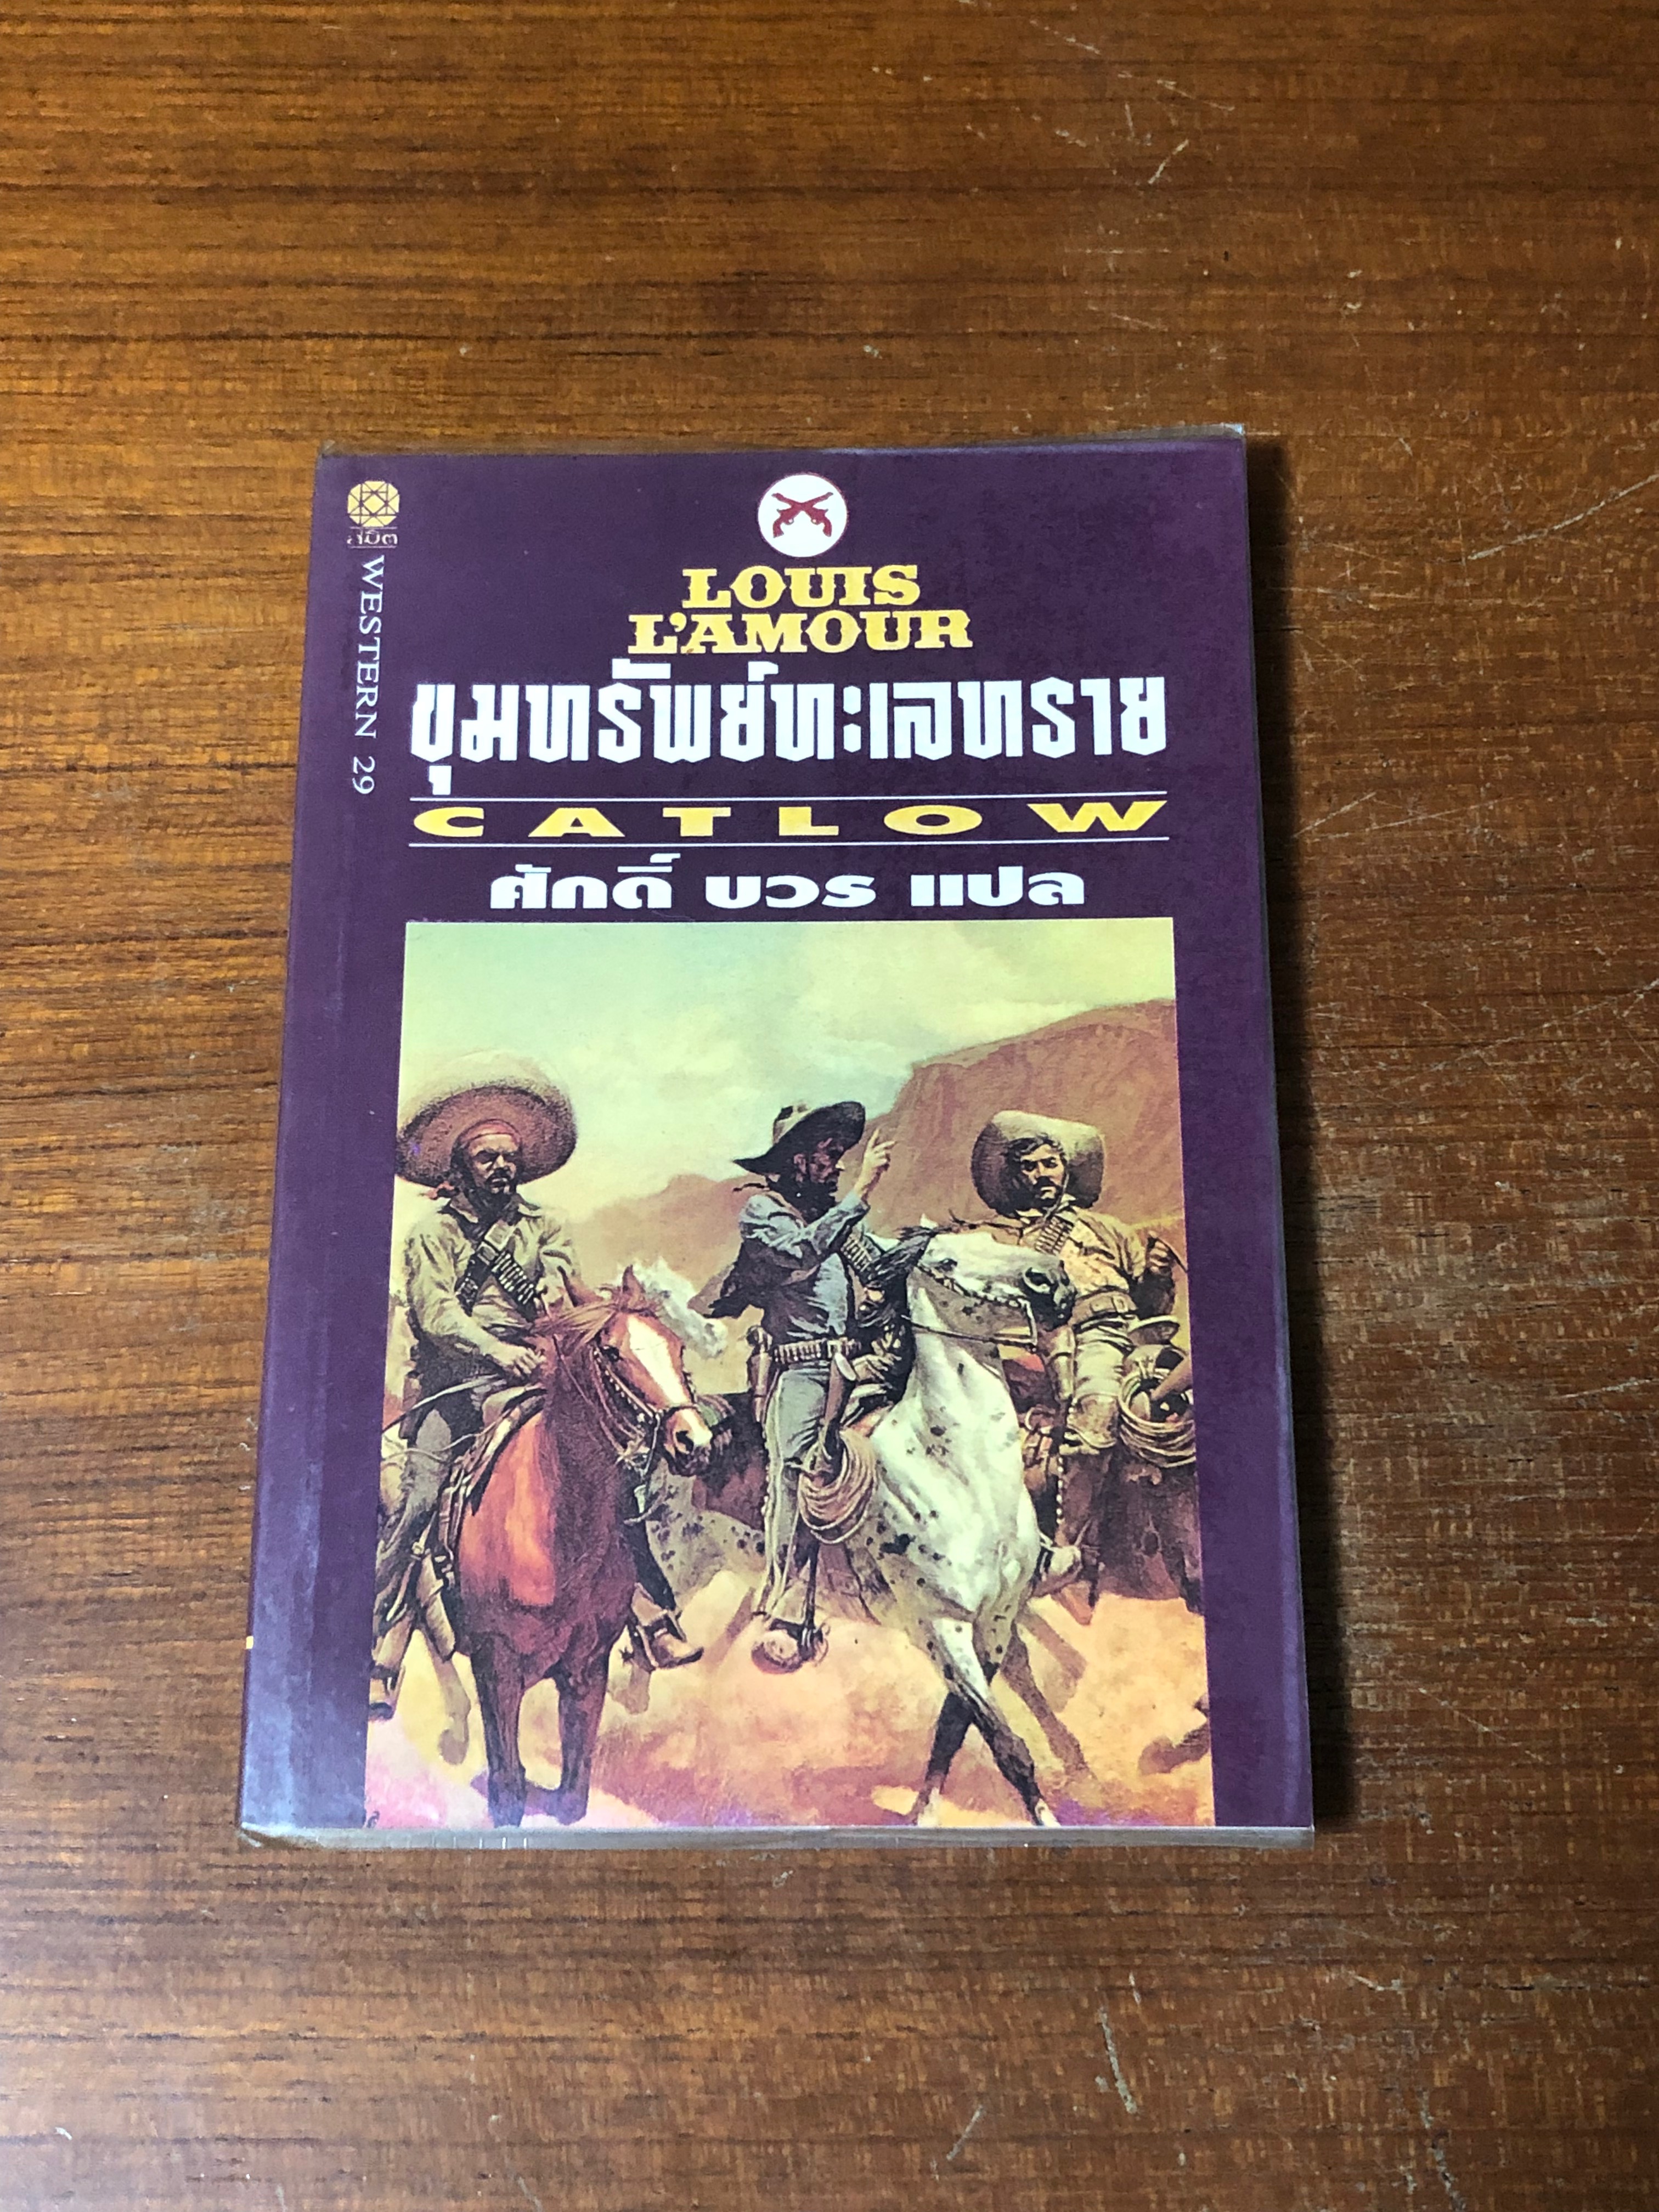 สมิต
WESTERN 29
LOUIS
L'AMOUR
ขุมทรัพย์ทะเลทราย
CATLOW
ศักดิ์ บวร แปล